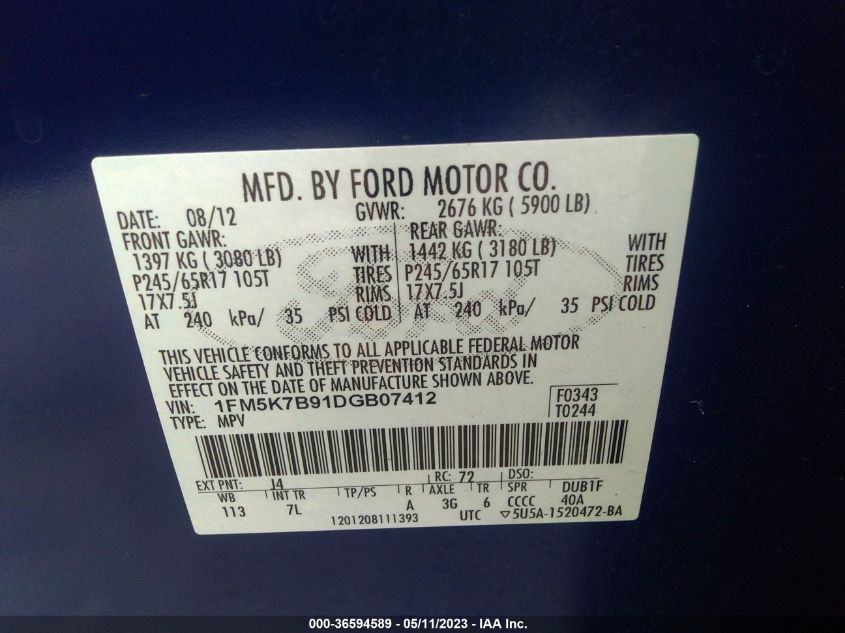 MFD. BY FORD MOTOR CO.
DATE: 08/12 GVWR: 2676 KG ( 5900 LB)
FRONT GAWR: REAR GAWR:
1397 KG ( 3080 LB) WITH 1442 KG ( 3180 LB) WITH
P245/65R17 105T TIRES P245/65R17 105T TIRES
17X7.5J RIMS 17X7.5J RIMS
AT 240 kPa/ 35 PSI COLD AT 240 kPa/ 35 PSI COLD
Ford
THIS VEHICLE CONFORMS TO ALL APPLICABLE FEDERAL MOTOR
VEHICLE SAFETY AND THEFT PREVENTION STANDARDS IN
EFFECT ON THE DATE OF MANUFACTURE SHOWN ABOVE.
VIN: 1FM5K7B91DGB07412 F0343
TYPE: MPV T0244
EXT PNT: J4 RC: 72 DSO:
WB INT TR TP/PS R AXLE TR SPR DUB1F
113 7L A 3G 6 CCCC 40A
1201208111393 UTC ▽5U5A-1520472-BA
000-36594589 - 05/11/2023 - IAA Inc.